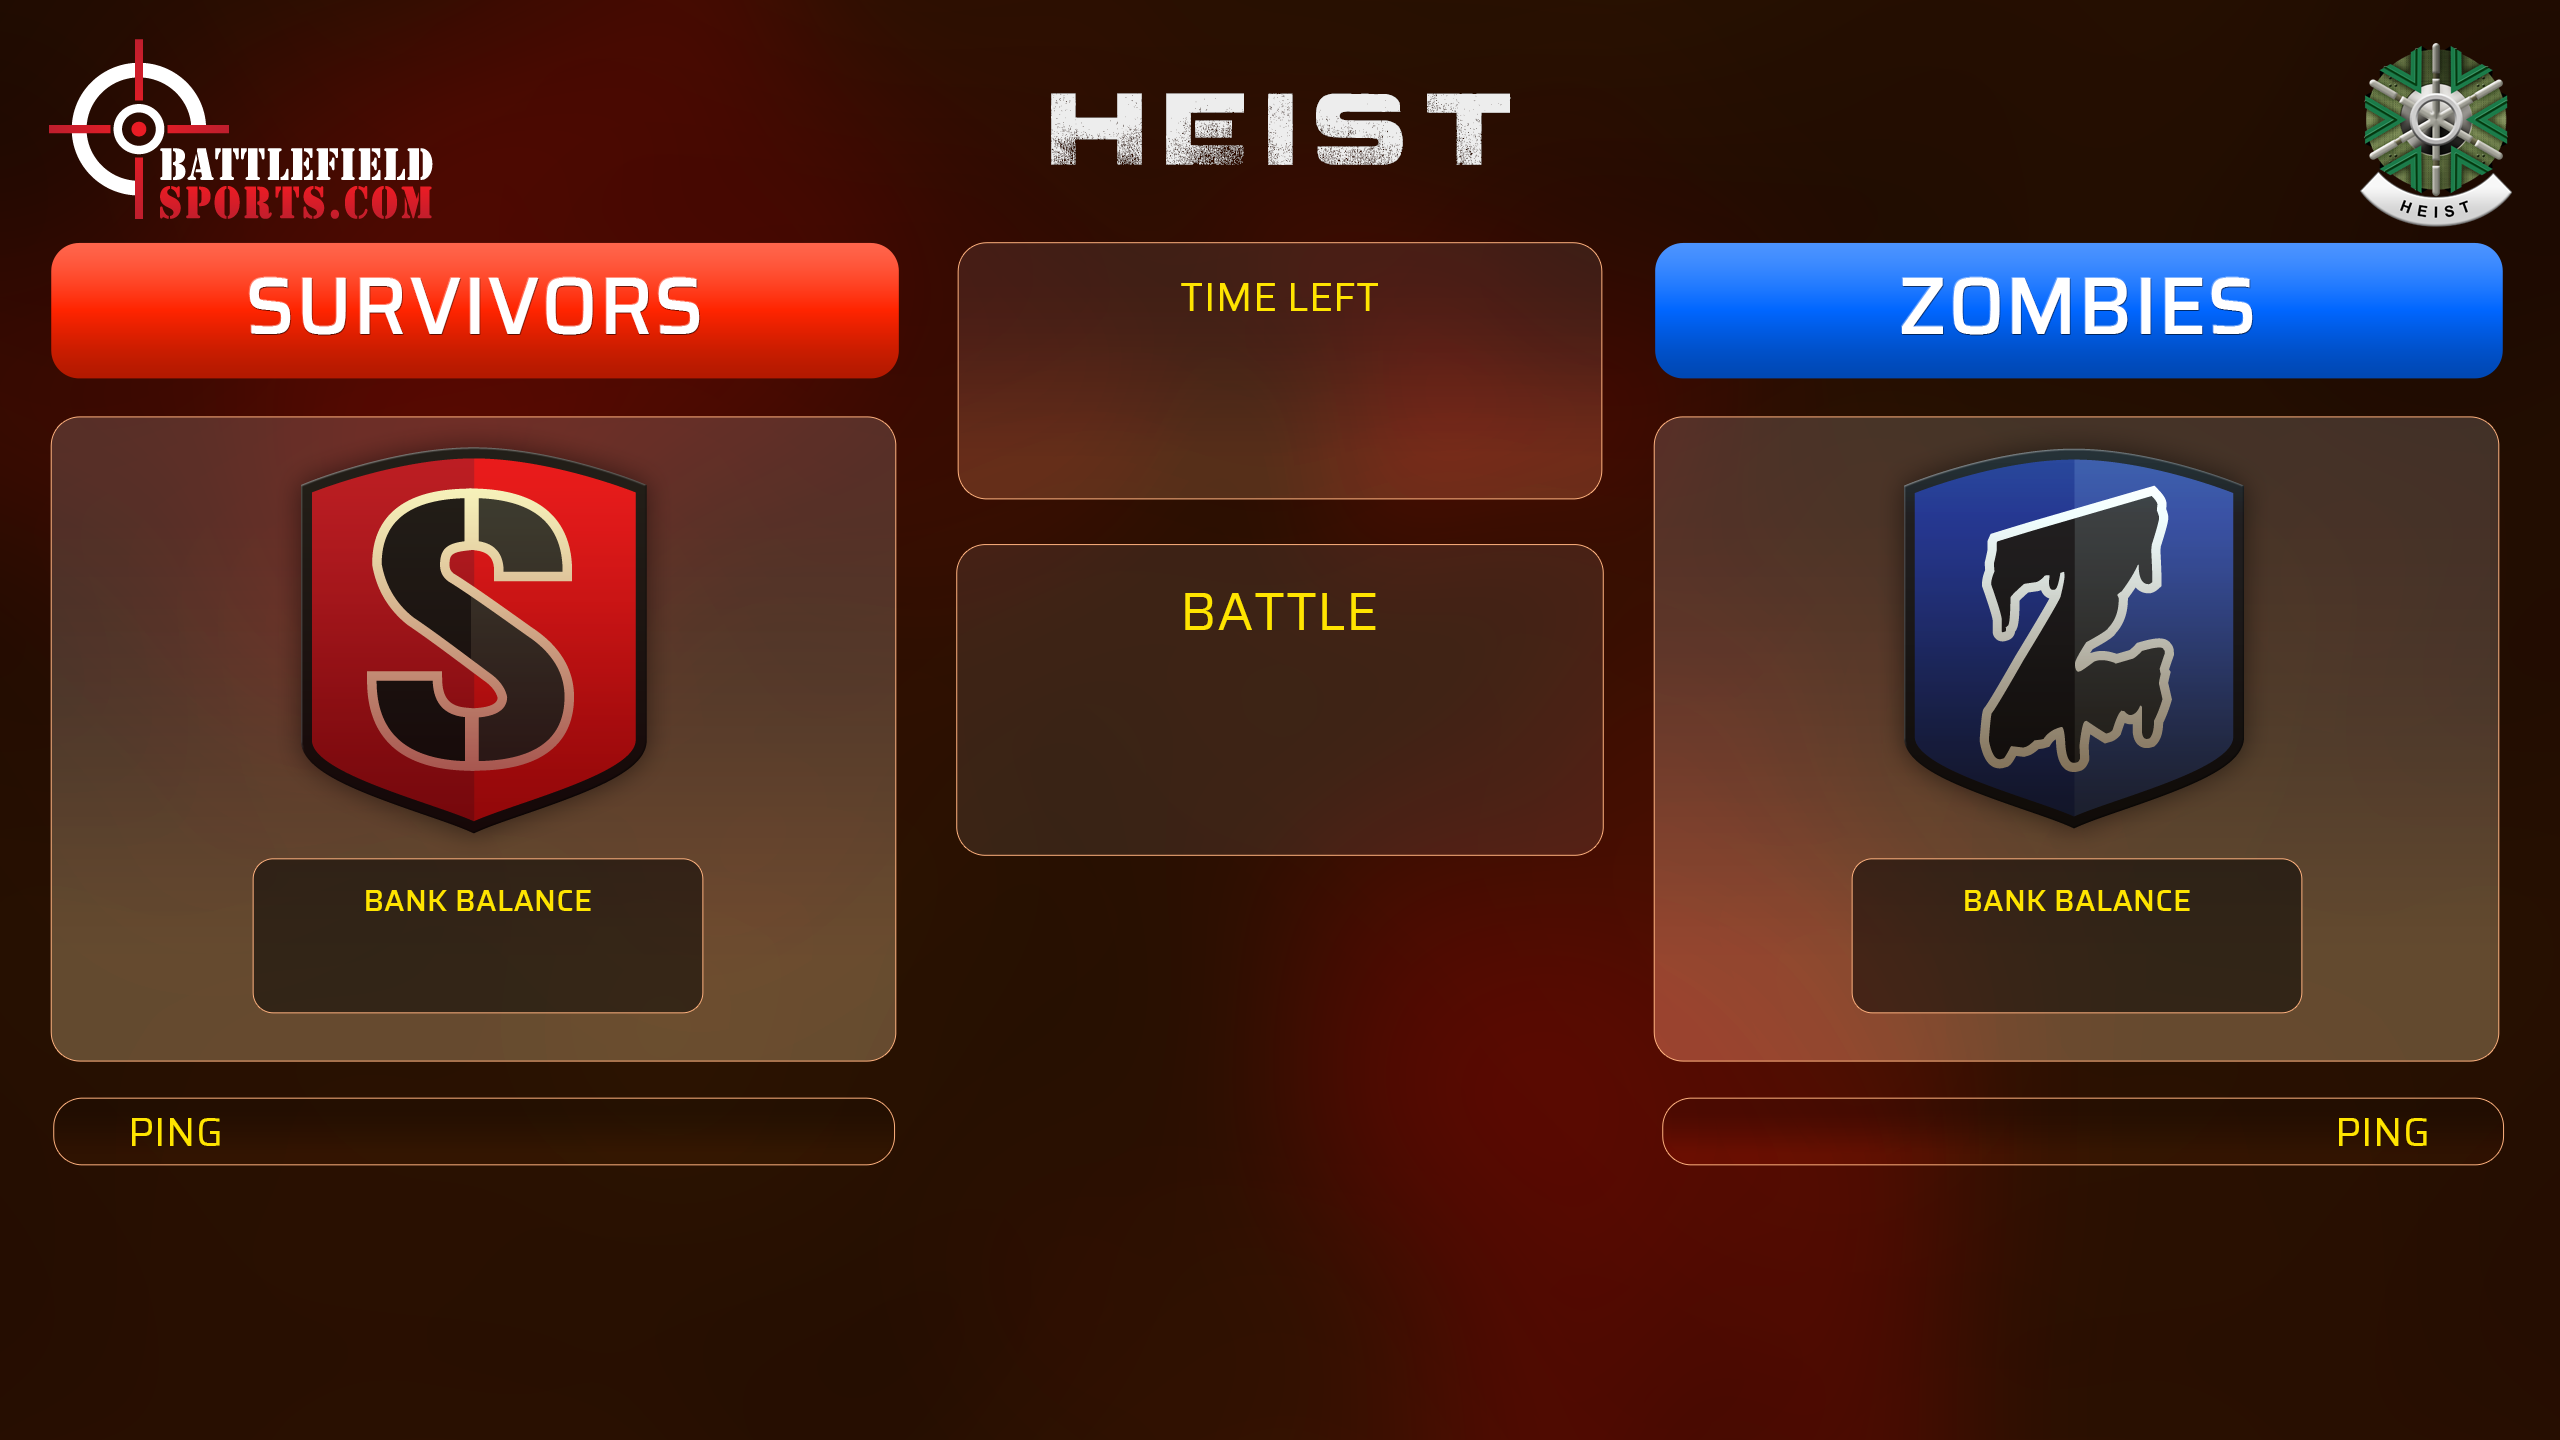 BATTLEFIELD
SPORTS.COM
HEIST
HEIST
SURVIVORS
TIME LEFT
ZOMBIES
S
BATTLE
Z
BANK BALANCE
BANK BALANCE
PING
PING